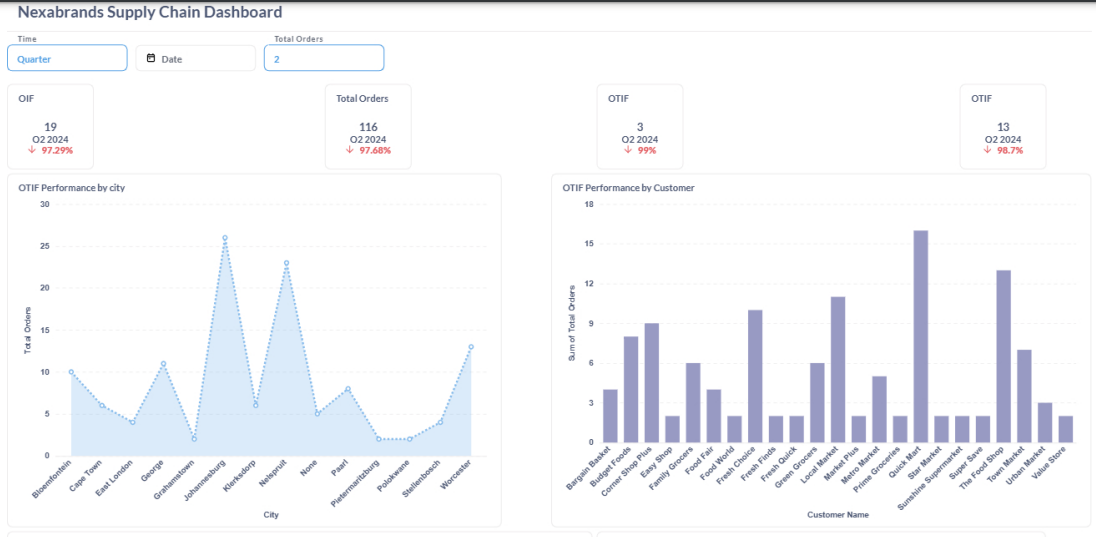 Nexabrands Supply Chain Dashboard
Time
Quarter
Date
Total Orders
2
OIF
19
Q2 2024
↓ 97.29%
Total Orders
116
Q2 2024
↓ 97.68%
OTIF
3
Q2 2024
↓ 99%
OTIF
13
Q2 2024
↓ 98.7%
OTIF Performance by city
30
25
20
15
10
5
0
Total Orders
Bloemfontein
Cape Town
East London
George
Grahamstown
Johannesburg
Klerksdorp
Nelspruit
None
Paarl
Pietermaritzburg
Polokwane
Stellenbosch
Worcester
City
OTIF Performance by Customer
18
15
12
9
6
3
0
Sum of Total Orders
Bargain Basket
Budget Foods
Corner Shop Plus
Easy Shop
Family Grocers
Food Fair
Food World
Fresh Choice
Fresh Finds
Fresh Quick
Green Grocers
Local Market
Market Plus
Metro Market
Prime Groceries
Quick Mart
Star Market
Sunshine Supermarket
Super Save
The Food Shop
Town Market
Urban Market
Value Store
Customer Name